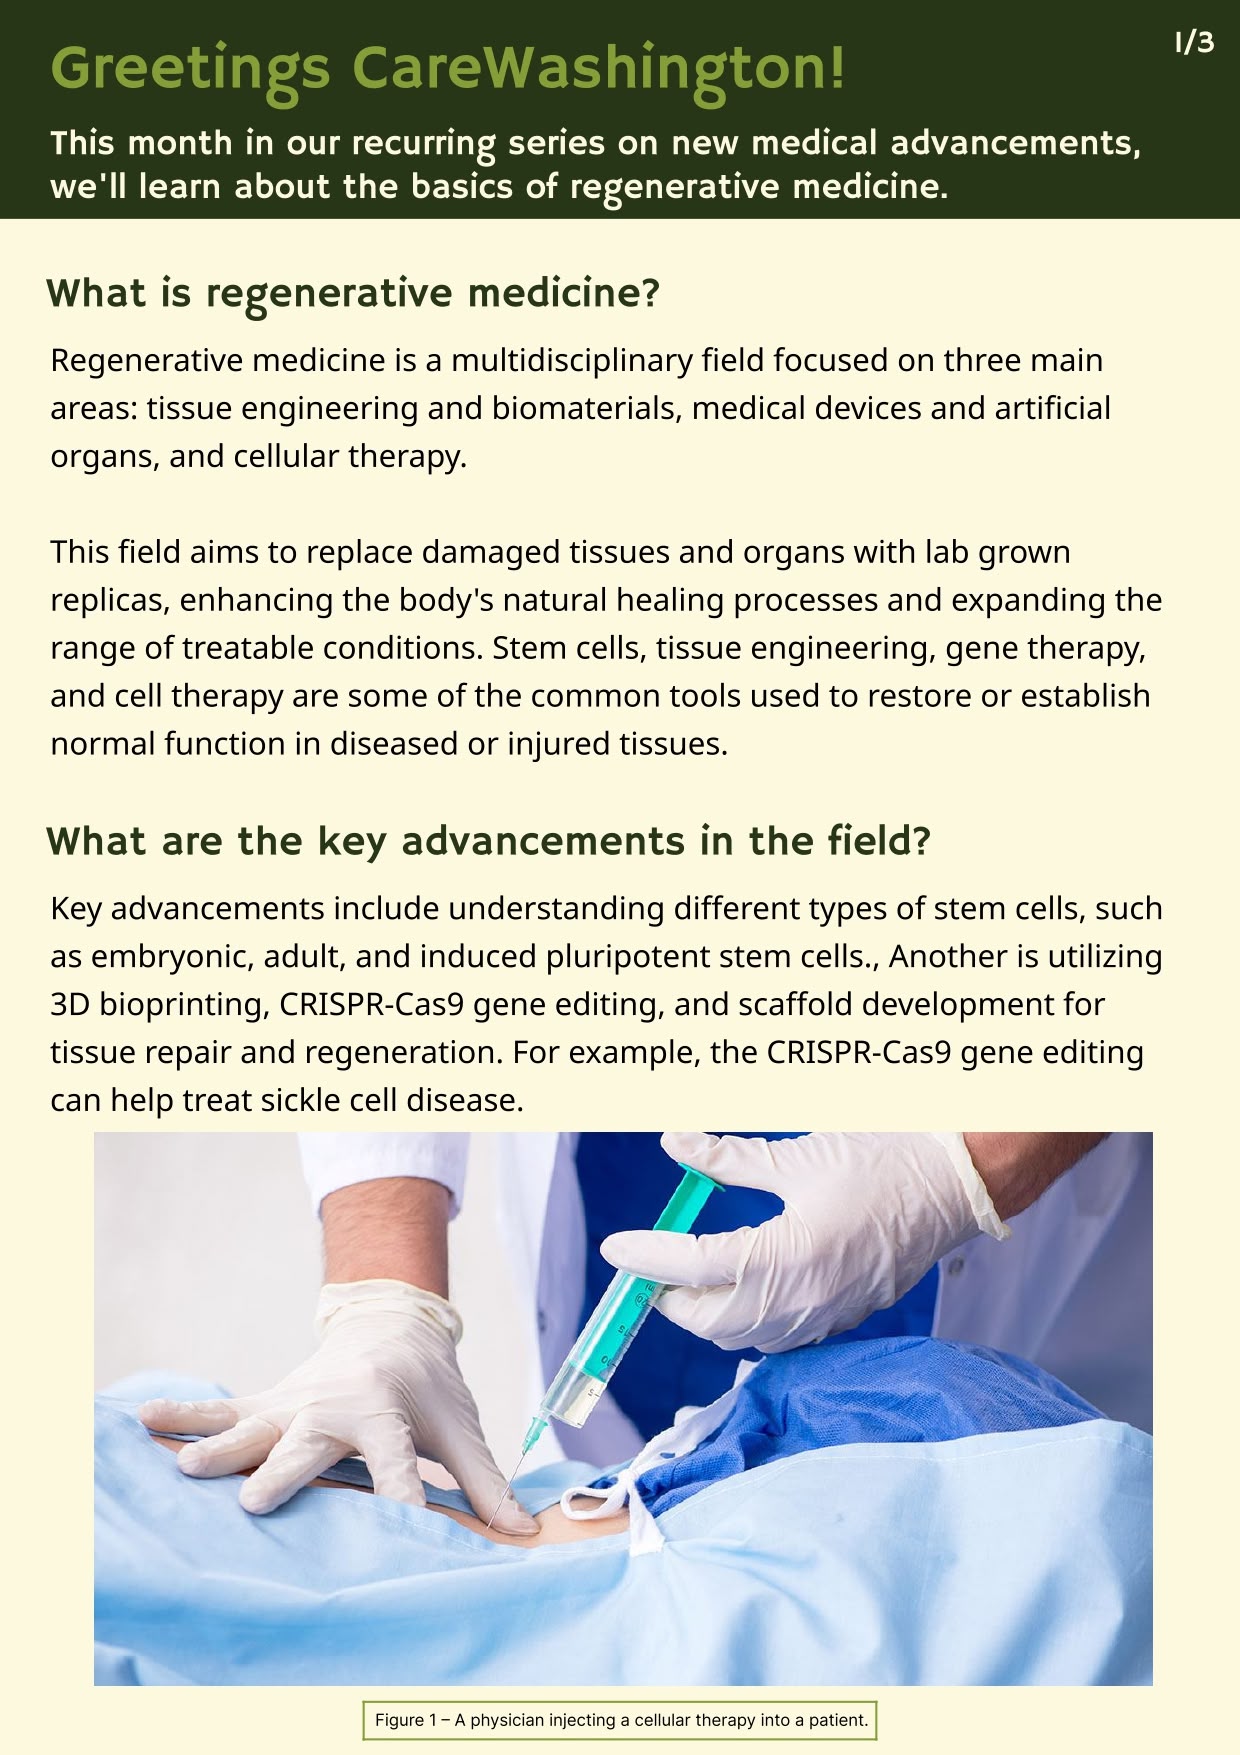 1/3
Greetings CareWashington!
This month in our recurring series on new medical advancements,
we'll learn about the basics of regenerative medicine.
What is regenerative medicine?
Regenerative medicine is a multidisciplinary field focused on three main
areas: tissue engineering and biomaterials, medical devices and artificial
organs, and cellular therapy.
This field aims to replace damaged tissues and organs with lab grown
replicas, enhancing the body's natural healing processes and expanding the
range of treatable conditions. Stem cells, tissue engineering, gene therapy,
and cell therapy are some of the common tools used to restore or establish
normal function in diseased or injured tissues.
What are the key advancements in the field?
Key advancements include understanding different types of stem cells, such
as embryonic, adult, and induced pluripotent stem cells., Another is utilizing
3D bioprinting, CRISPR-Cas9 gene editing, and scaffold development for
tissue repair and regeneration. For example, the CRISPR-Cas9 gene editing
can help treat sickle cell disease.
Figure 1 – A physician injecting a cellular therapy into a patient.